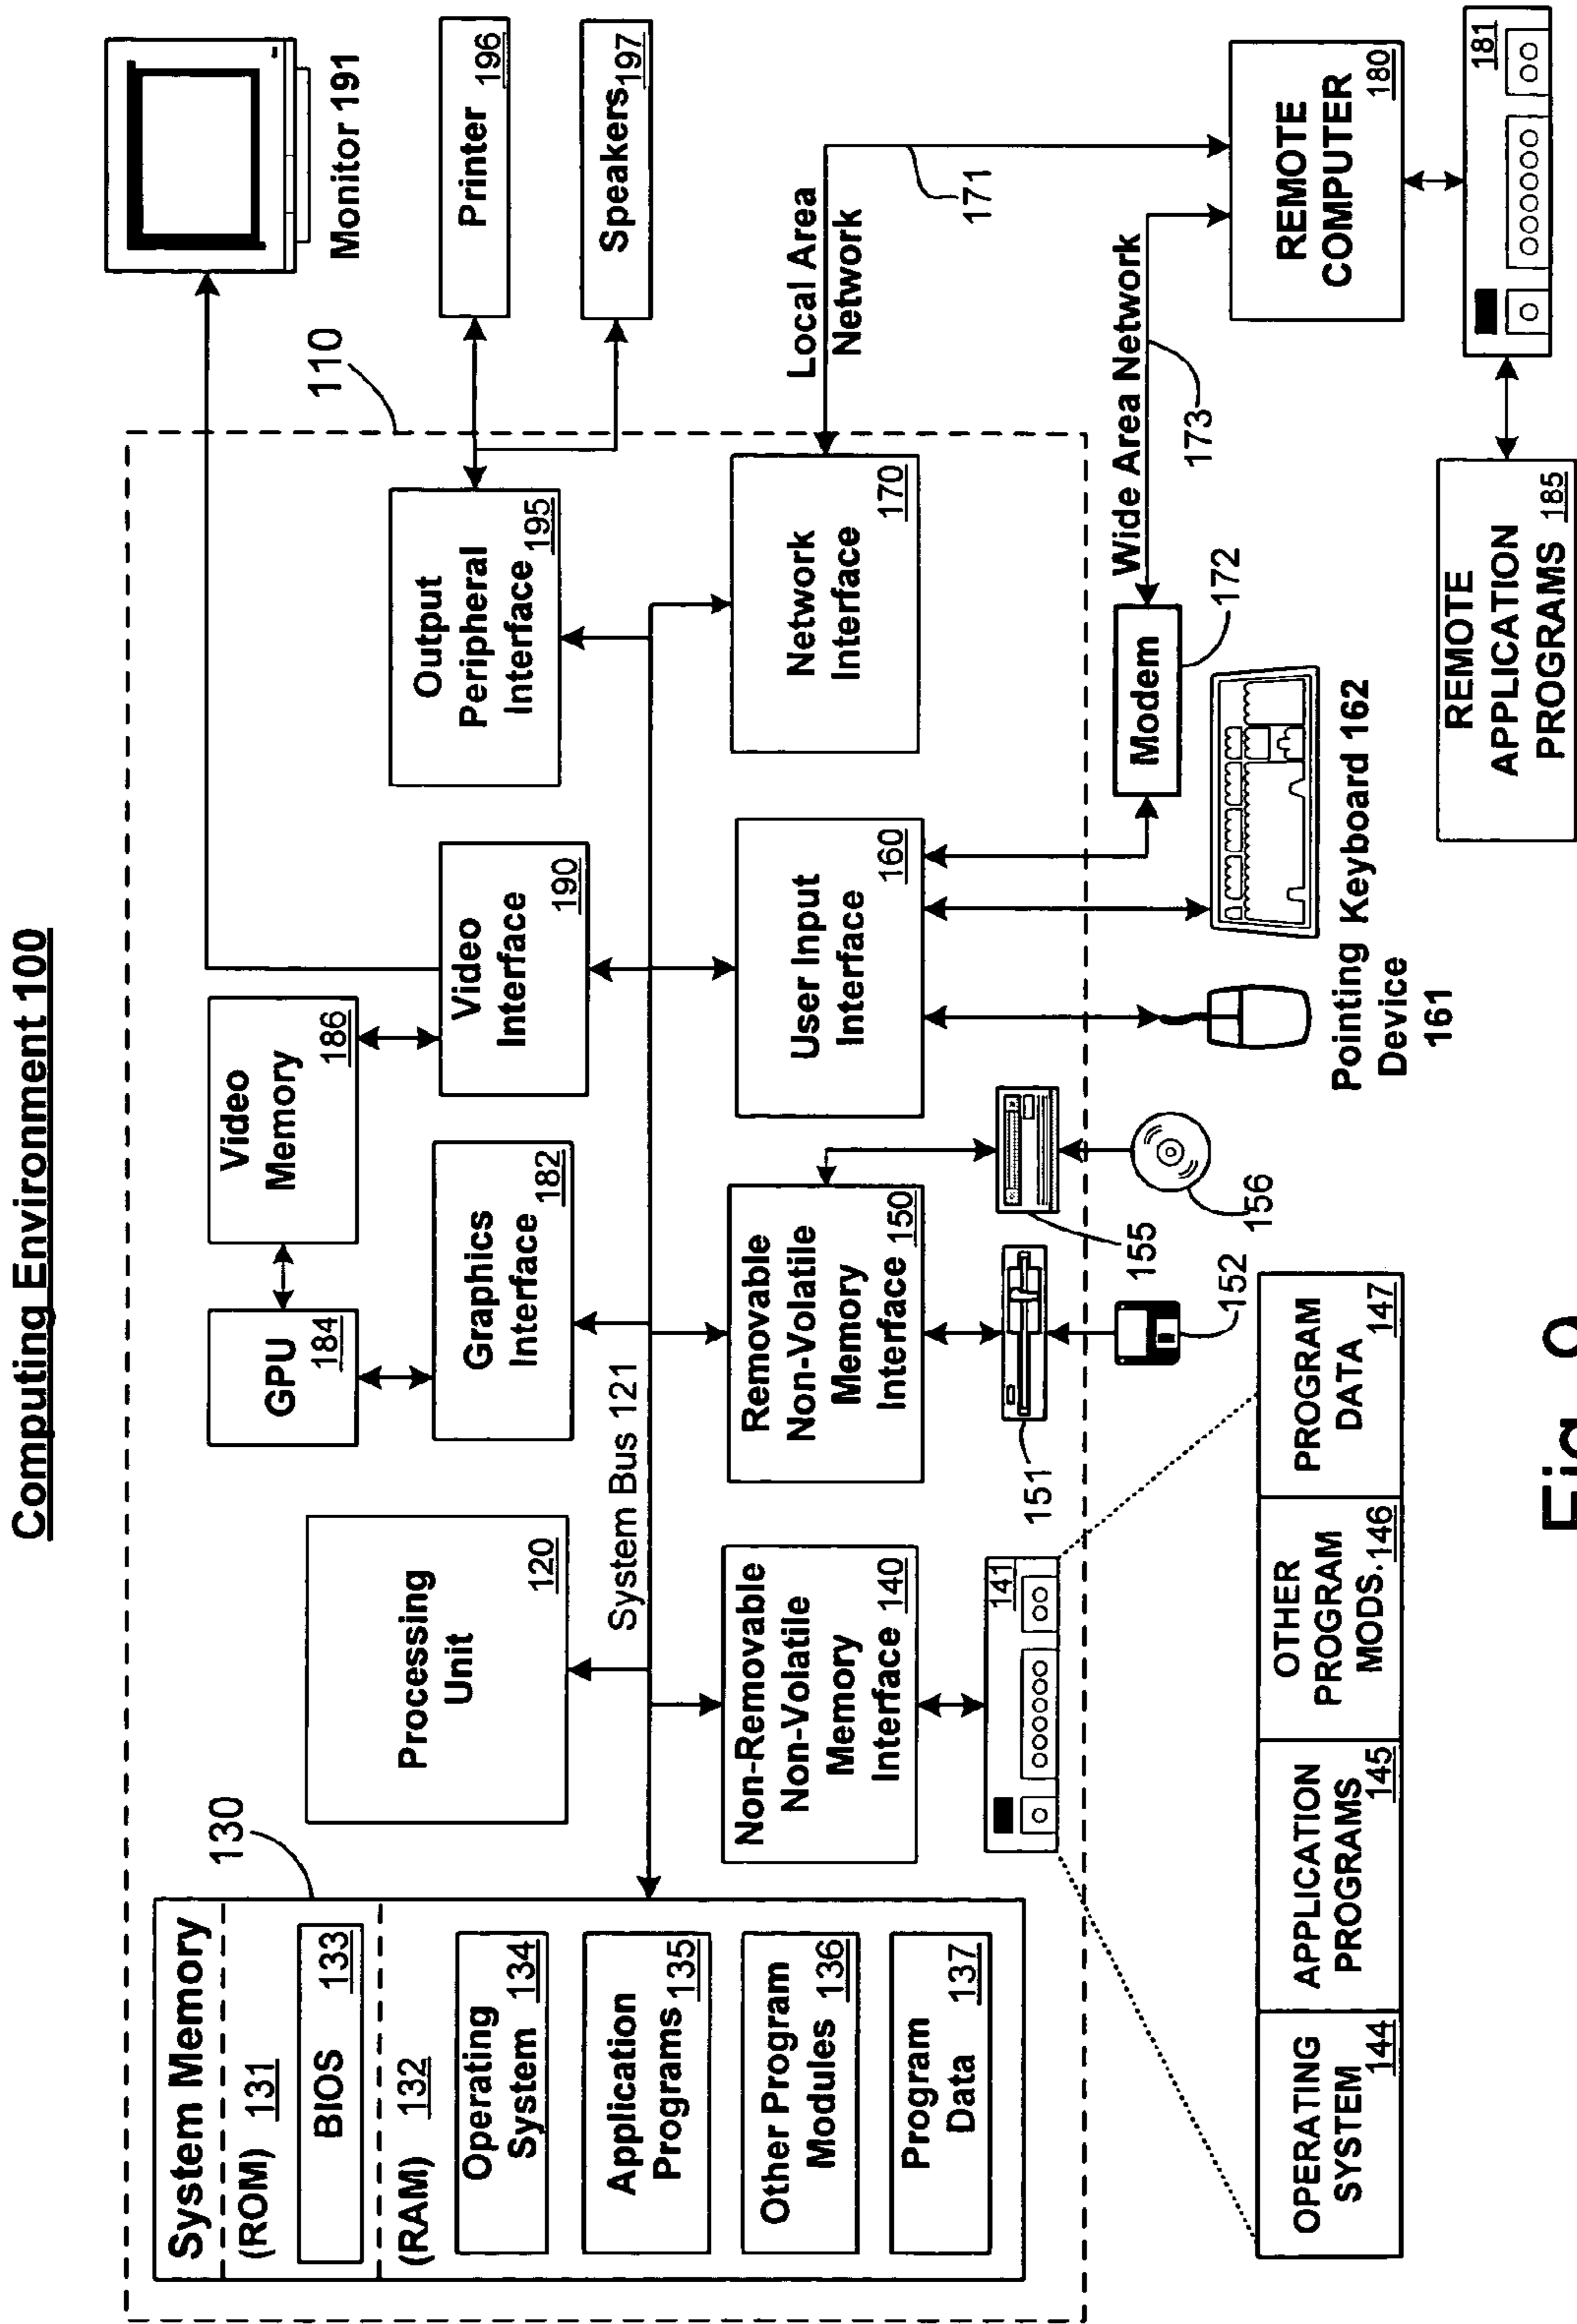 Computing Environment 100
Monitor 191
Printer 196
Speakers 197
110
Video
Memory 186
GPU
184
Output
Peripheral
Interface 195
Video
Interface 190
Graphics
Interface 182
Processing
Unit 120
130
System Memory
(ROM) 131
BIOS 133
(RAM) 132
Operating
System 134
Application
Programs 135
Other Program
Modules 136
Program
Data 137
System Bus 121
Non-Removable
Non-Volatile
Memory
Interface 140
Removable
Non-Volatile
Memory
Interface 150
User Input
Interface 160
Network
Interface 170
Local Area
Network
171
141
151
152
155
156
Modem
172
Wide Area Network
173
REMOTE
COMPUTER
180
181
Pointing
Device
161
Keyboard 162
OPERATING
SYSTEM 144
APPLICATION
PROGRAMS 145
OTHER
PROGRAM
MODS. 146
PROGRAM
DATA 147
REMOTE
APPLICATION
PROGRAMS 185